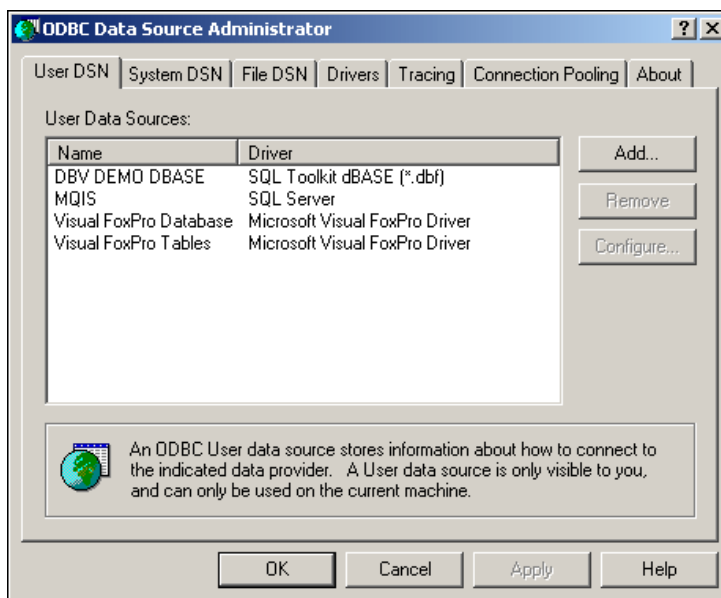 ODBC Data Source Administrator
User DSN System DSN File DSN Drivers Tracing Connection Pooling About
User Data Sources:
Name Driver
DBV DEMO DBASE SQL Toolkit dBASE (*.dbf)
MQIS SQL Server
Visual FoxPro Database Microsoft Visual FoxPro Driver
Visual FoxPro Tables Microsoft Visual FoxPro Driver
Add...
Remove
Configure...
An ODBC User data source stores information about how to connect to
the indicated data provider. A User data source is only visible to you,
and can only be used on the current machine.
OK Cancel Apply Help